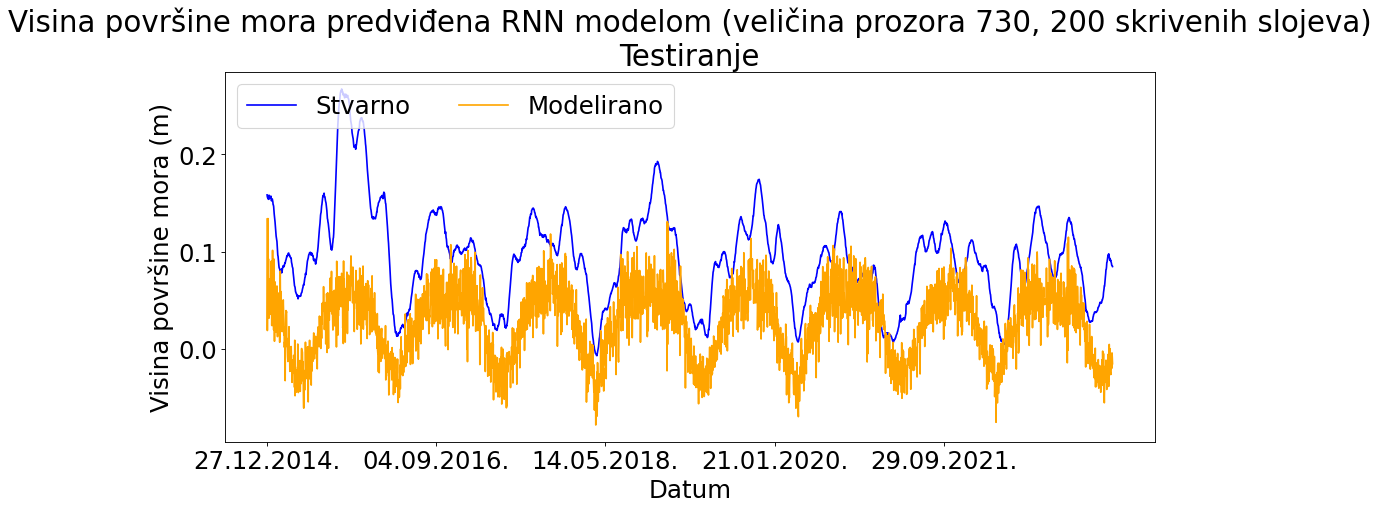 Visina površine mora predviđena RNN modelom (veličina prozora 730, 200 skrivenih slojeva)
Testiranje
Stvarno
Modelirano
Visina površine mora (m)
0.2
0.1
0.0
27.12.2014.
04.09.2016.
14.05.2018.
21.01.2020.
29.09.2021.
Datum